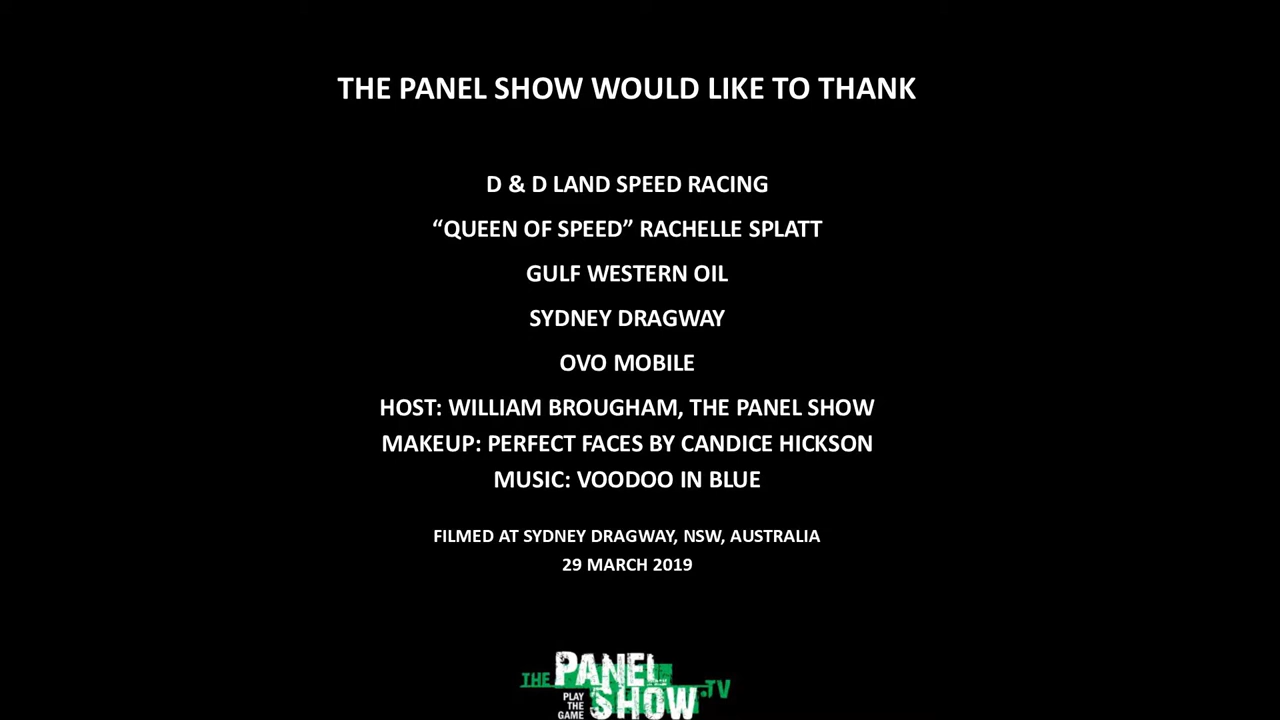 THE PANEL SHOW WOULD LIKE TO THANK
D & D LAND SPEED RACING
“QUEEN OF SPEED” RACHELLE SPLATT
GULF WESTERN OIL
SYDNEY DRAGWAY
OVO MOBILE
HOST: WILLIAM BROUGHAM, THE PANEL SHOW
MAKEUP: PERFECT FACES BY CANDICE HICKSON
MUSIC: VOODOO IN BLUE
FILMED AT SYDNEY DRAGWAY, NSW, AUSTRALIA
29 MARCH 2019
THE PANEL
SHOW.TV
PLAY
THE
GAME